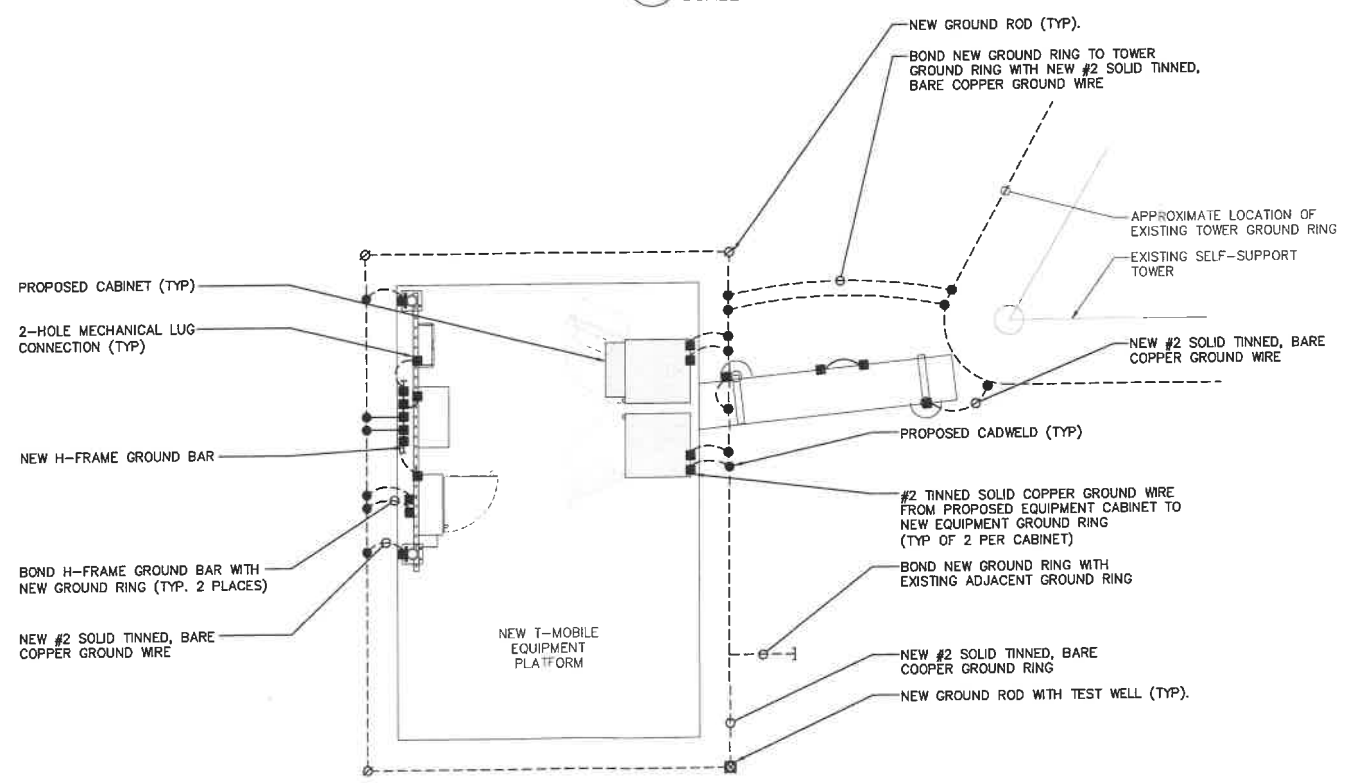 NEW GROUND ROD (TYP).
BOND NEW GROUND RING TO TOWER
GROUND RING WITH NEW #2 SOLID TINNED,
BARE COPPER GROUND WIRE
APPROXIMATE LOCATION OF
EXISTING TOWER GROUND RING
EXISTING SELF-SUPPORT
TOWER
PROPOSED CABINET (TYP)
2-HOLE MECHANICAL LUG
CONNECTION (TYP)
NEW #2 SOLID TINNED, BARE
COPPER GROUND WIRE
NEW H-FRAME GROUND BAR
PROPOSED CADWELD (TYP)
#2 TINNED SOLID COPPER GROUND WIRE
FROM PROPOSED EQUIPMENT CABINET TO
NEW EQUIPMENT GROUND RING
(TYP OF 2 PER CABINET)
BOND H-FRAME GROUND BAR WITH
NEW GROUND RING (TYP. 2 PLACES)
BOND NEW GROUND RING WITH
EXISTING ADJACENT GROUND RING
NEW #2 SOLID TINNED, BARE
COPPER GROUND WIRE
NEW T-MOBILE
EQUIPMENT
PLATFORM
NEW #2 SOLID TINNED, BARE
COOPER GROUND RING
NEW GROUND ROD WITH TEST WELL (TYP).